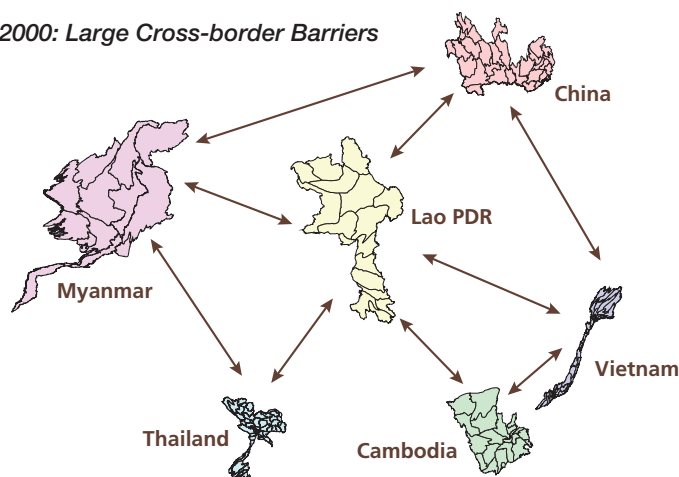 2000: Large Cross-border Barriers
China
Lao PDR
Myanmar
Vietnam
Thailand
Cambodia